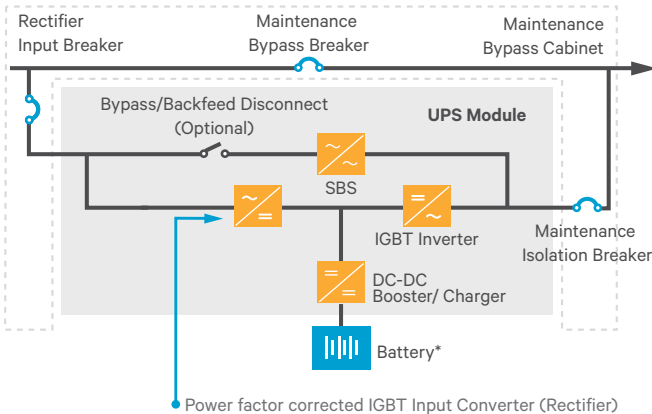 Rectifier
Input Breaker
Maintenance
Bypass Breaker
Maintenance
Bypass Cabinet
Bypass/Backfeed Disconnect
(Optional)
UPS Module
SBS
IGBT Inverter
Maintenance
Isolation Breaker
DC-DC
Booster/ Charger
Battery*
Power factor corrected IGBT Input Converter (Rectifier)